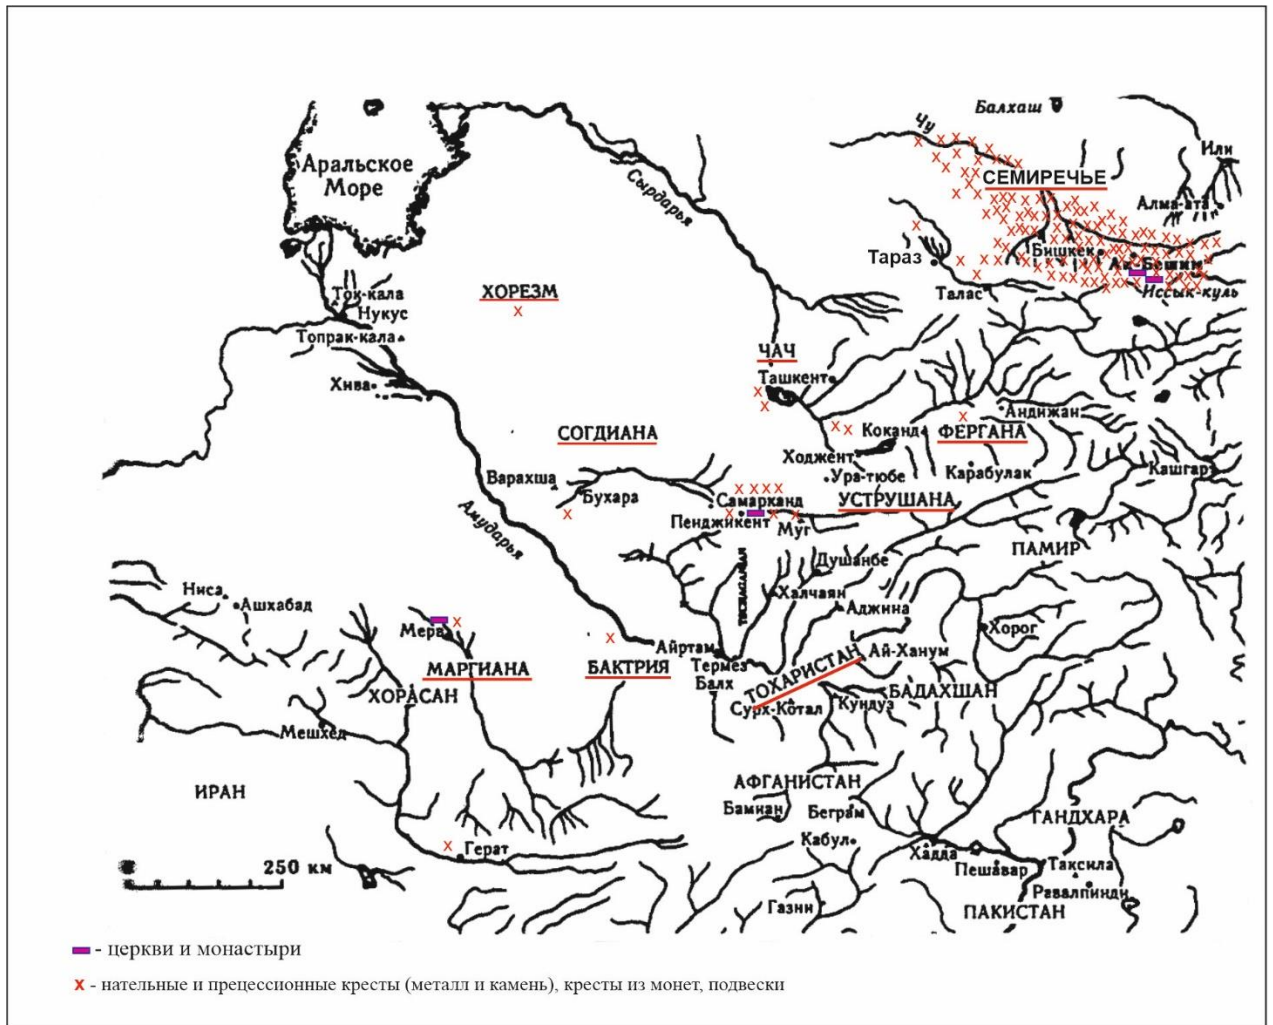 Балхаш
Чу
Или
Аральское
Море
Сырдарья
СЕМИРЕЧЬЕ
Алма-ата
Тараз
Бишкек
Ак-Бешим
Талас
Иссык-куль
ХОРЕЗМ
Ток-кала
Нукус
Топрак-кала
Хива
ЧАЧ
Ташкент
Андижан
Коканд
ФЕРГАНА
СОГДИАНА
Ходжент
Ура-тюбе
Карабулак
Кашгар
Варахша
Бухара
Самарканд
УСТРУШАНА
Пенджикент
Муг
Амударья
ПАМИР
Душанбе
Ниса
Ашхабад
Халчаян
Аджина
Мерв
Хорог
Айртам
Термез
Ай-Ханум
МАРГИАНА
БАКТРИЯ
Балх
ТОХАРИСТАН
БАДАХШАН
ХОРАСАН
Сурх-Котал
Кундуз
Мешхед
ИРАН
АФГАНИСТАН
Бамиан
Беграм
ГАНДХАРА
Кабул
Герат
Хадда
Пешавар
Таксила
250 км
Равалпинди
Газни
ПАКИСТАН
- церкви и монастыри
x - нательные и прецессионные кресты (металл и камень), кресты из монет, подвески